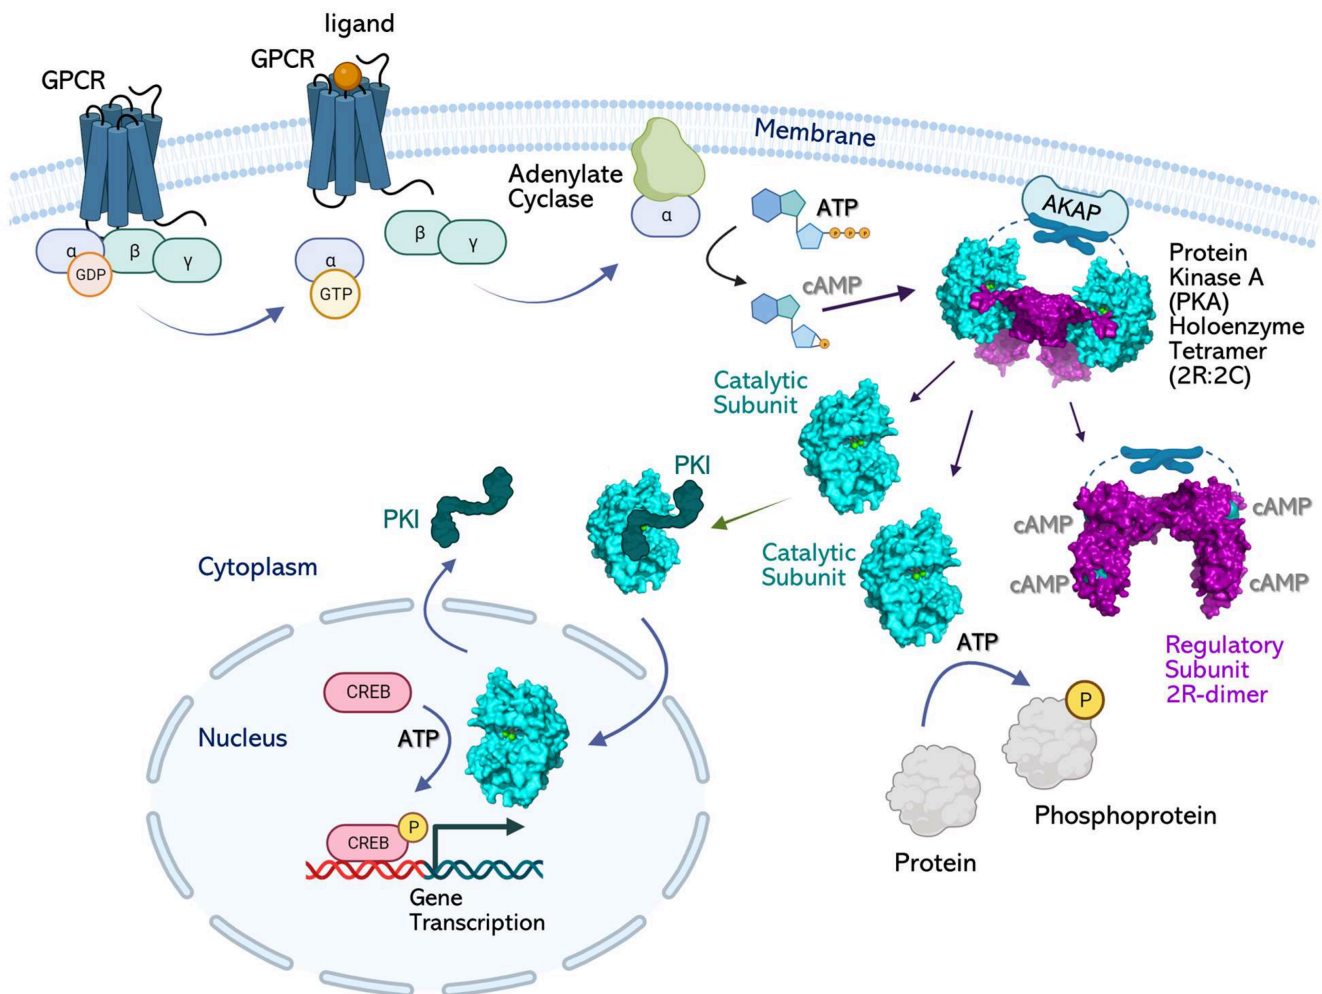 ligand
GPCR
GPCR
α
β
γ
GDP
α
GTP
β
γ
Adenylate
Cyclase
α
Membrane
ATP
P
P
P
cAMP
P
AKAP
Protein
Kinase A
(PKA)
Holoenzyme
Tetramer
(2R:2C)
Catalytic
Subunit
PKI
PKI
Catalytic
Subunit
cAMP
cAMP
cAMP
cAMP
Regulatory
Subunit
2R-dimer
Cytoplasm
Nucleus
CREB
ATP
CREB
P
Gene
Transcription
ATP
P
Protein
Phosphoprotein